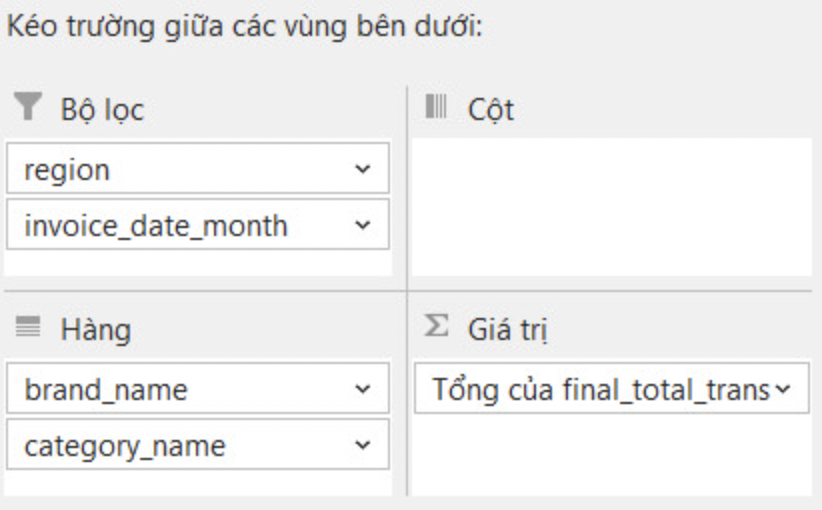 Kéo trường giữa các vùng bên dưới:
Bộ lọc
region
invoice_date_month
Cột
Hàng
brand_name
category_name
Giá trị
Tổng của final_total_trans